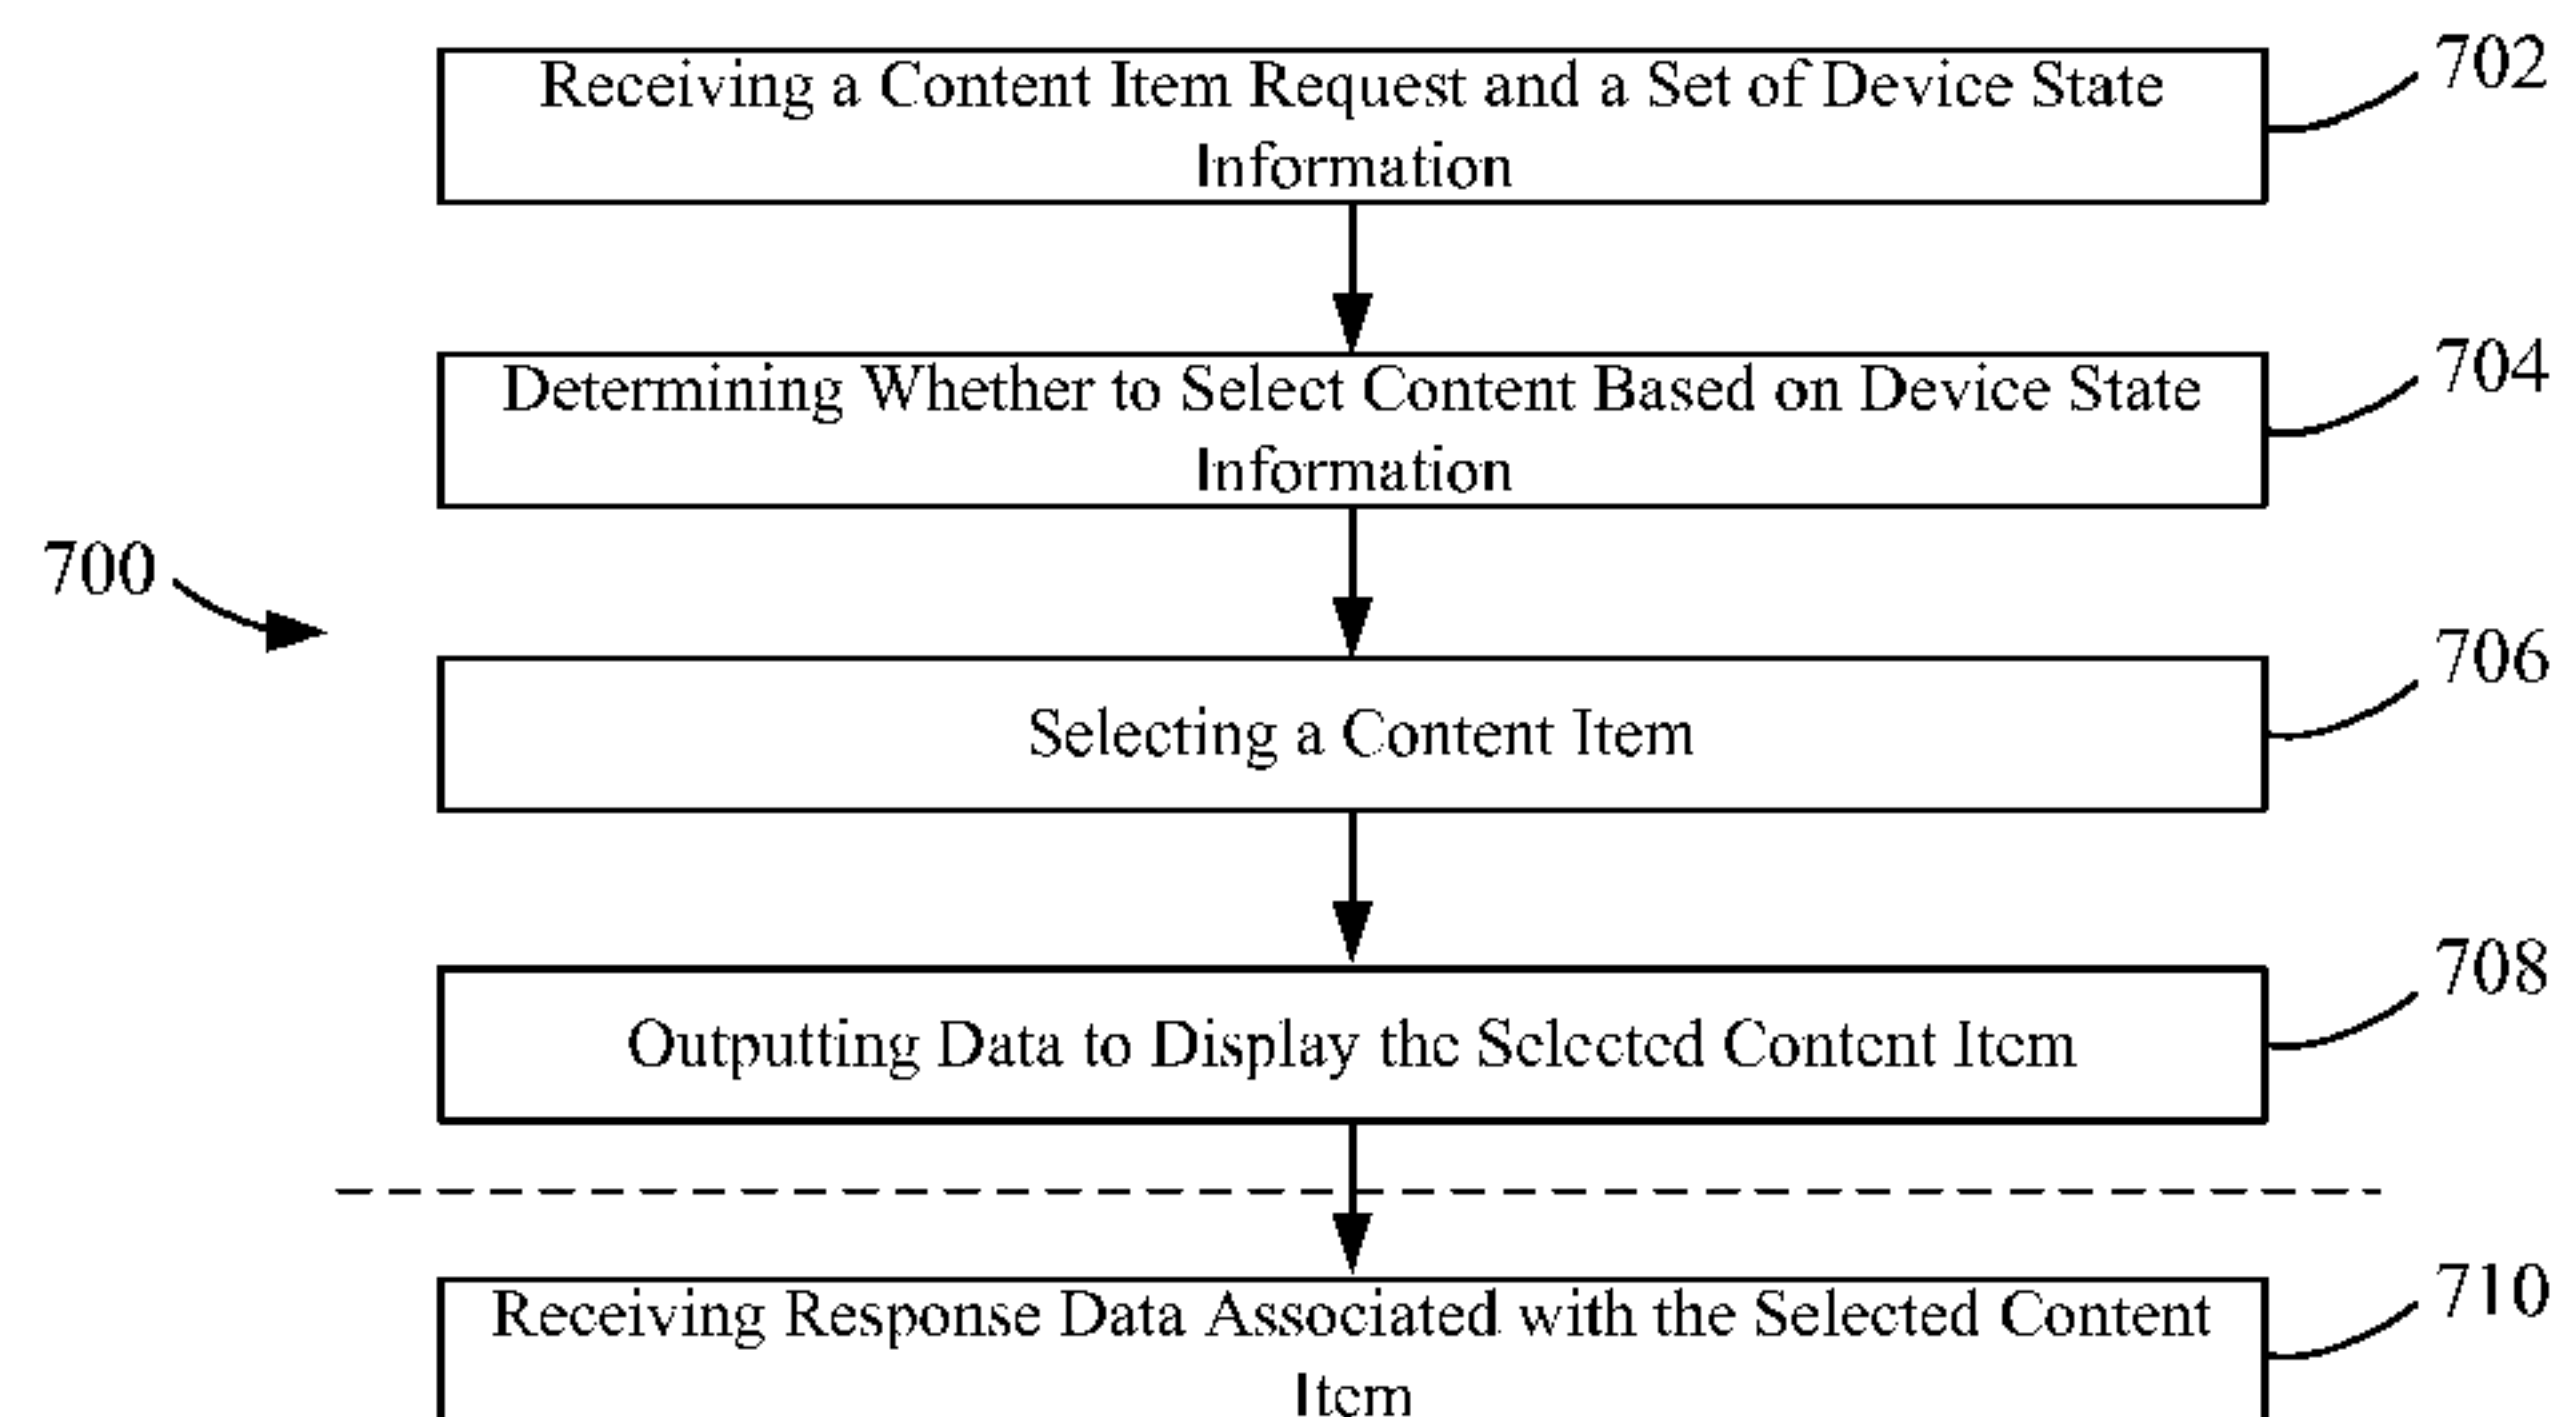 Receiving a Content Item Request and a Set of Device State
Information
702
Determining Whether to Select Content Based on Device State
Information
704
700
Selecting a Content Item
706
Outputting Data to Display the Selected Content Item
708
Receiving Response Data Associated with the Selected Content
Item
710